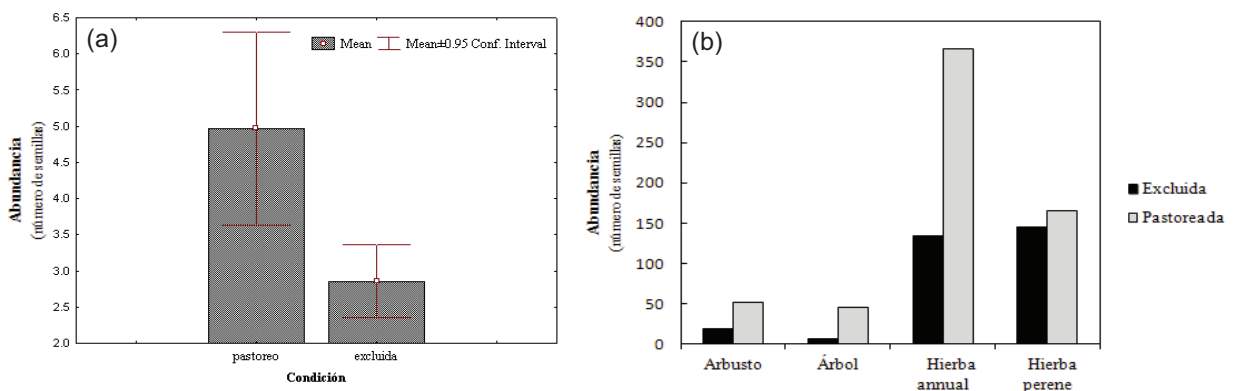 (a)
Mean
Mean±0.95 Conf. Interval
Abundancia
(número de semillas)
6.5
6.0
5.5
5.0
4.5
4.0
3.5
3.0
2.5
2.0
pastoreo
excluida
Condición
(b)
Abundancia
(número de semillas)
400
350
300
250
200
150
100
50
0
Arbusto
Árbol
Hierba
annual
Hierba
perene
Excluida
Pastoreada